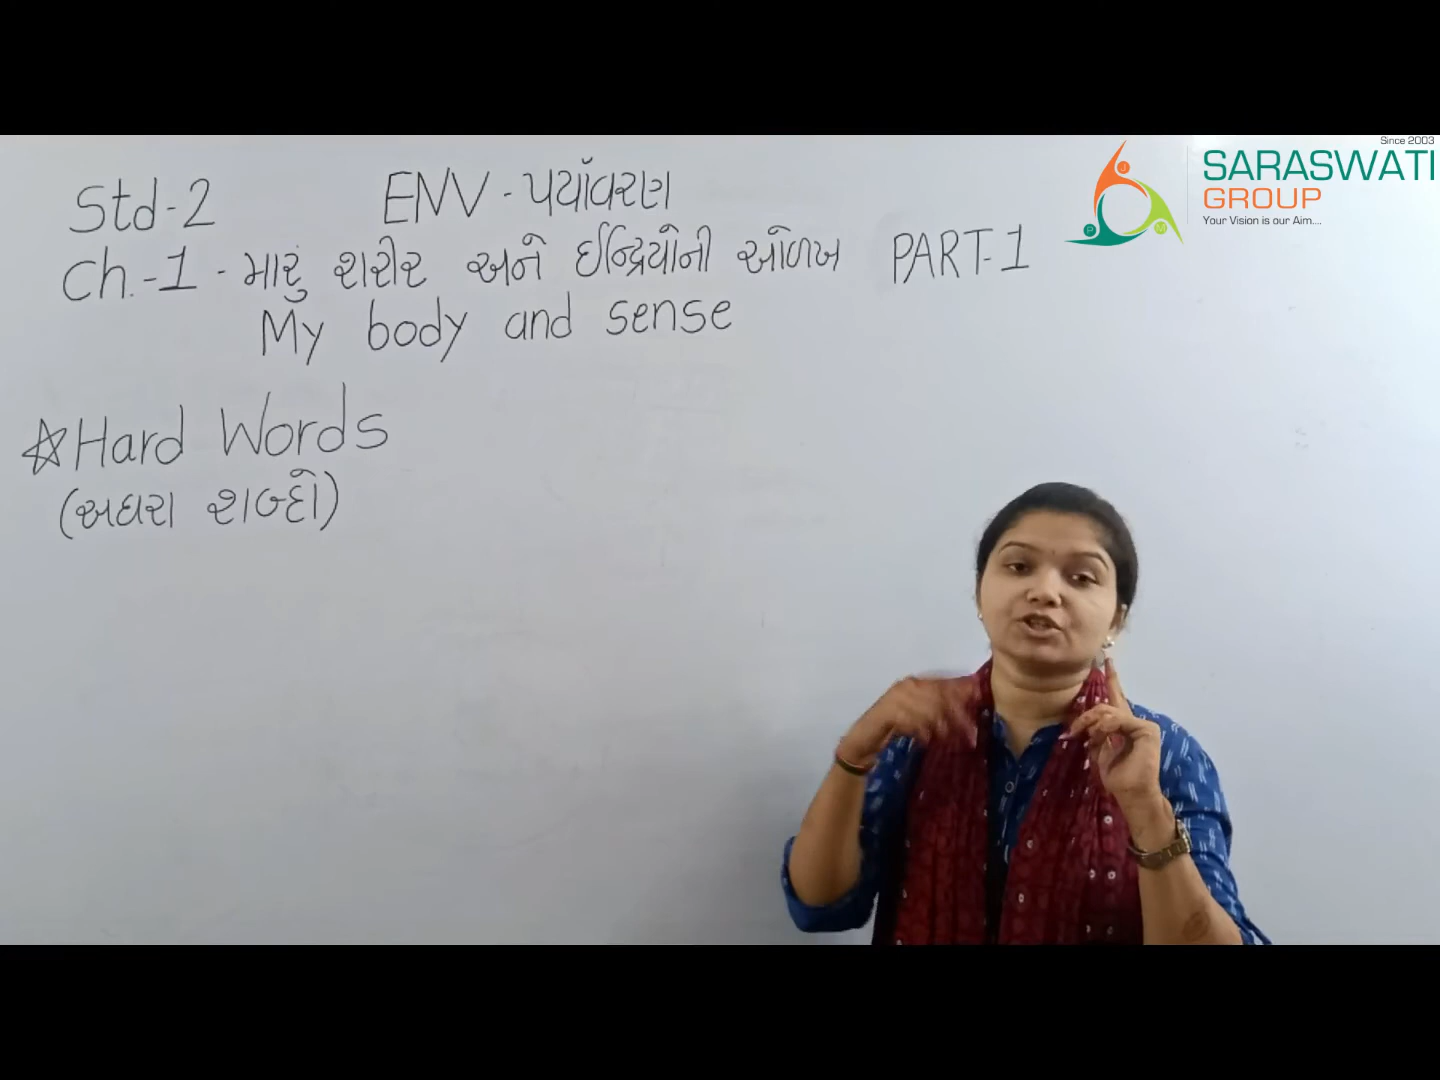 Since 2003
SARASWATI
GROUP
Your Vision is our Aim....
J
P
M
Std-2 ENV - પર્યાવરણ
Ch.-1 - મારું શરીર અને ઈન્દ્રિયોની ઓળખ PART-1
My body and sense
☆Hard Words
(અઘરા શબ્દો)